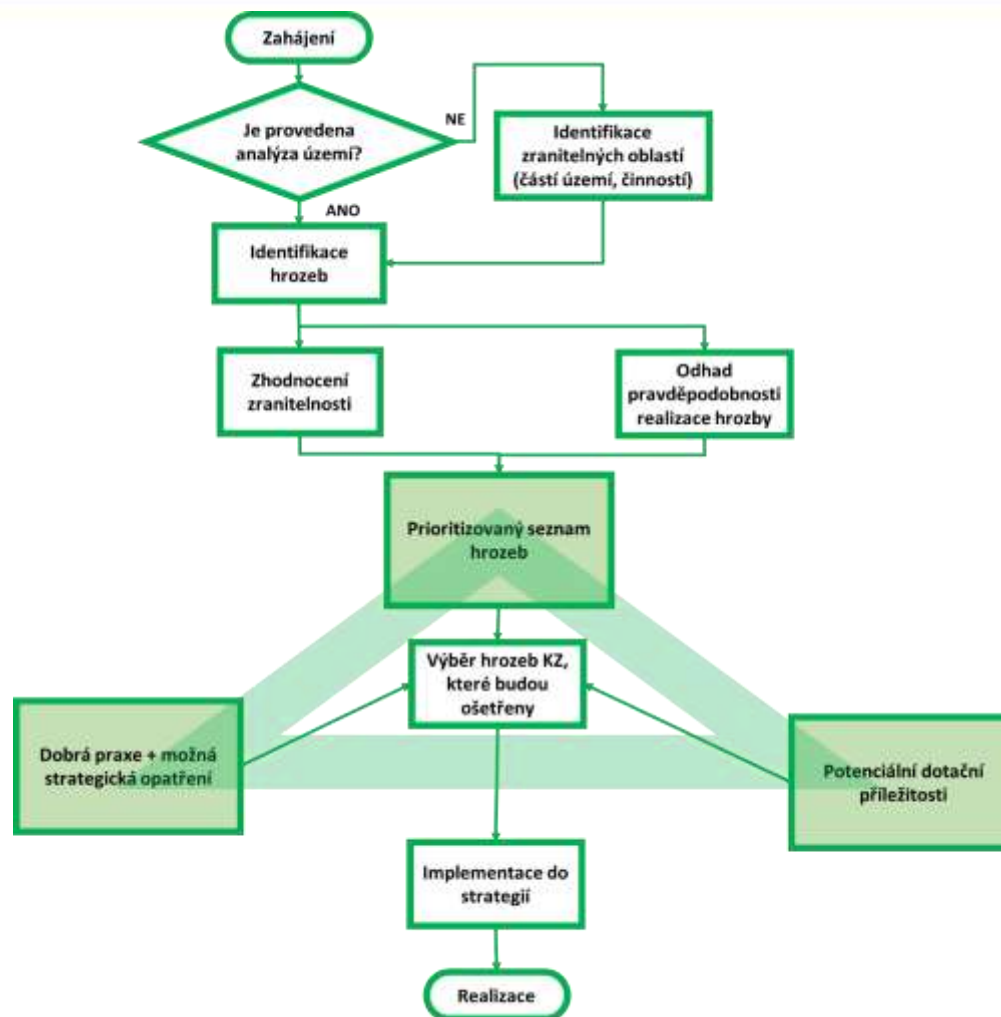 Zahájení
Je provedena
analýza území?
NE
Identifikace
zranitelných oblastí
(částí území, činností)
ANO
Identifikace
hrozeb
Zhodnocení
zranitelnosti
Odhad
pravděpodobnosti
realizace hrozby
Prioritizovaný seznam
hrozeb
Výběr hrozeb KZ,
které budou
ošetřeny
Dobrá praxe + možná
strategická opatření
Potenciální dotační
příležitosti
Implementace do
strategií
Realizace